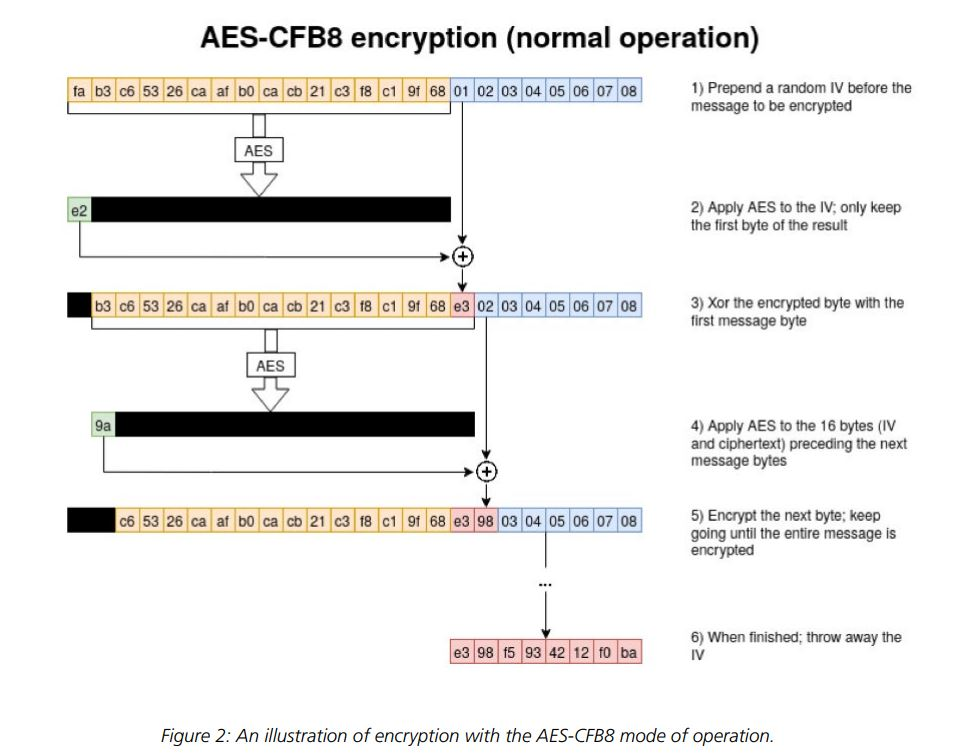 AES-CFB8 encryption (normal operation)
fa b3 c6 53 26 ca af b0 ca cb 21 c3 f8 c1 9f 68 01 02 03 04 05 06 07 08
1) Prepend a random IV before the
message to be encrypted
AES
e2
2) Apply AES to the IV; only keep
the first byte of the result
b3 c6 53 26 ca af b0 ca cb 21 c3 f8 c1 9f 68 e3 02 03 04 05 06 07 08
3) Xor the encrypted byte with the
first message byte
AES
9a
4) Apply AES to the 16 bytes (IV
and ciphertext) preceding the next
message bytes
c6 53 26 ca af b0 ca cb 21 c3 f8 c1 9f 68 e3 98 03 04 05 06 07 08
5) Encrypt the next byte; keep
going until the entire message is
encrypted
...
e3 98 f5 93 42 12 f0 ba
6) When finished; throw away the
IV
Figure 2: An illustration of encryption with the AES-CFB8 mode of operation.